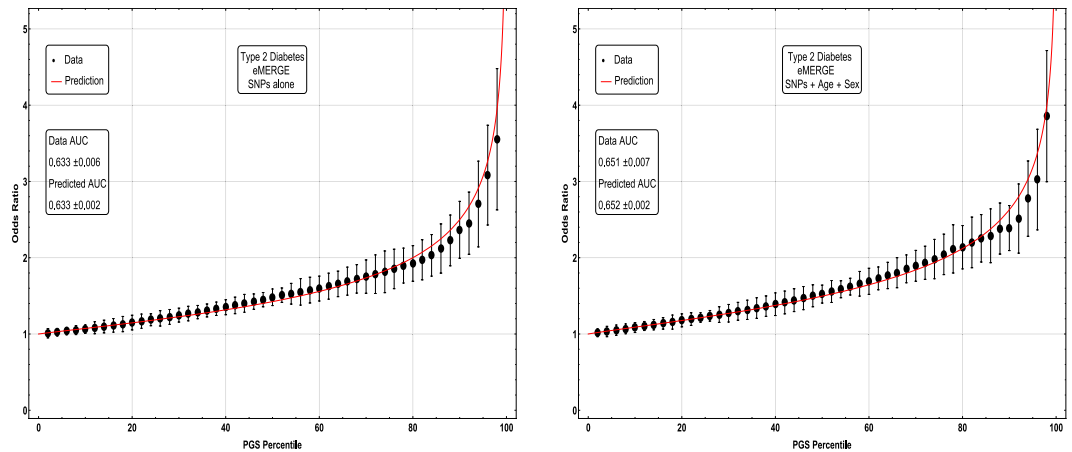 Data
Prediction
Type 2 Diabetes
eMERGE
SNPs alone
Data AUC
0,633 ±0,006
Predicted AUC
0,633 ±0,002
Odds Ratio
5
4
3
2
1
0
0 20 40 60 80 100
PGS Percentile
Data
Prediction
Type 2 Diabetes
eMERGE
SNPs + Age + Sex
Data AUC
0,651 ±0,007
Predicted AUC
0,652 ±0,002
Odds Ratio
5
4
3
2
1
0
0 20 40 60 80 100
PGS Percentile